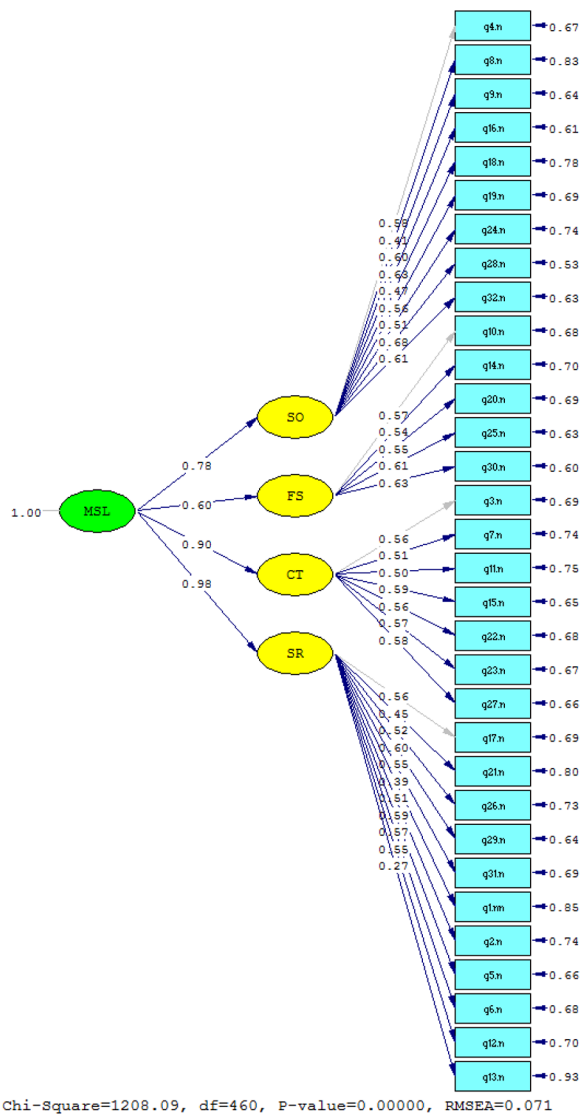 q4.n 0.67
q8.n 0.83
q9.n 0.64
q16.n 0.61
q18.n 0.78
q19.n 0.69
q24.n 0.74
q28.n 0.53
q32.n 0.63
q10.n 0.68
q14.n 0.70
q20.n 0.69
q25.n 0.63
q30.n 0.60
q3.n 0.69
q7.n 0.74
q11.n 0.75
q15.n 0.65
q22.n 0.68
q23.n 0.67
q27.n 0.66
q17.n 0.69
q21.n 0.80
q26.n 0.73
q29.n 0.64
q31.n 0.69
q1.nn 0.85
q2.n 0.74
q5.n 0.66
q6.n 0.68
q12.n 0.70
q13.n 0.93
0.58
0.41
0.60
0.63
0.47
0.56
0.51
0.68
0.61
0.57
0.54
0.55
0.61
0.63
0.56
0.51
0.50
0.59
0.56
0.57
0.58
0.56
0.45
0.52
0.60
0.55
0.39
0.51
0.59
0.57
0.55
0.27
SO
FS
CT
SR
0.78
0.60
0.90
0.98
1.00
MSL
Chi-Square=1208.09, df=460, P-value=0.00000, RMSEA=0.071